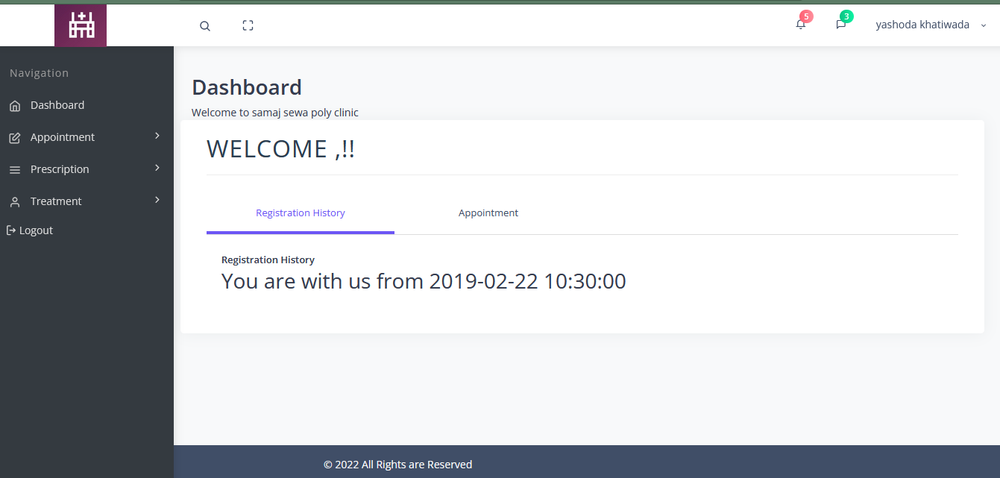 5
3
yashoda khatiwada
Navigation
Dashboard
Appointment
Prescription
Treatment
Logout
Dashboard
Welcome to samaj sewa poly clinic
WELCOME ,!!
Registration History
Appointment
Registration History
You are with us from 2019-02-22 10:30:00
© 2022 All Rights are Reserved